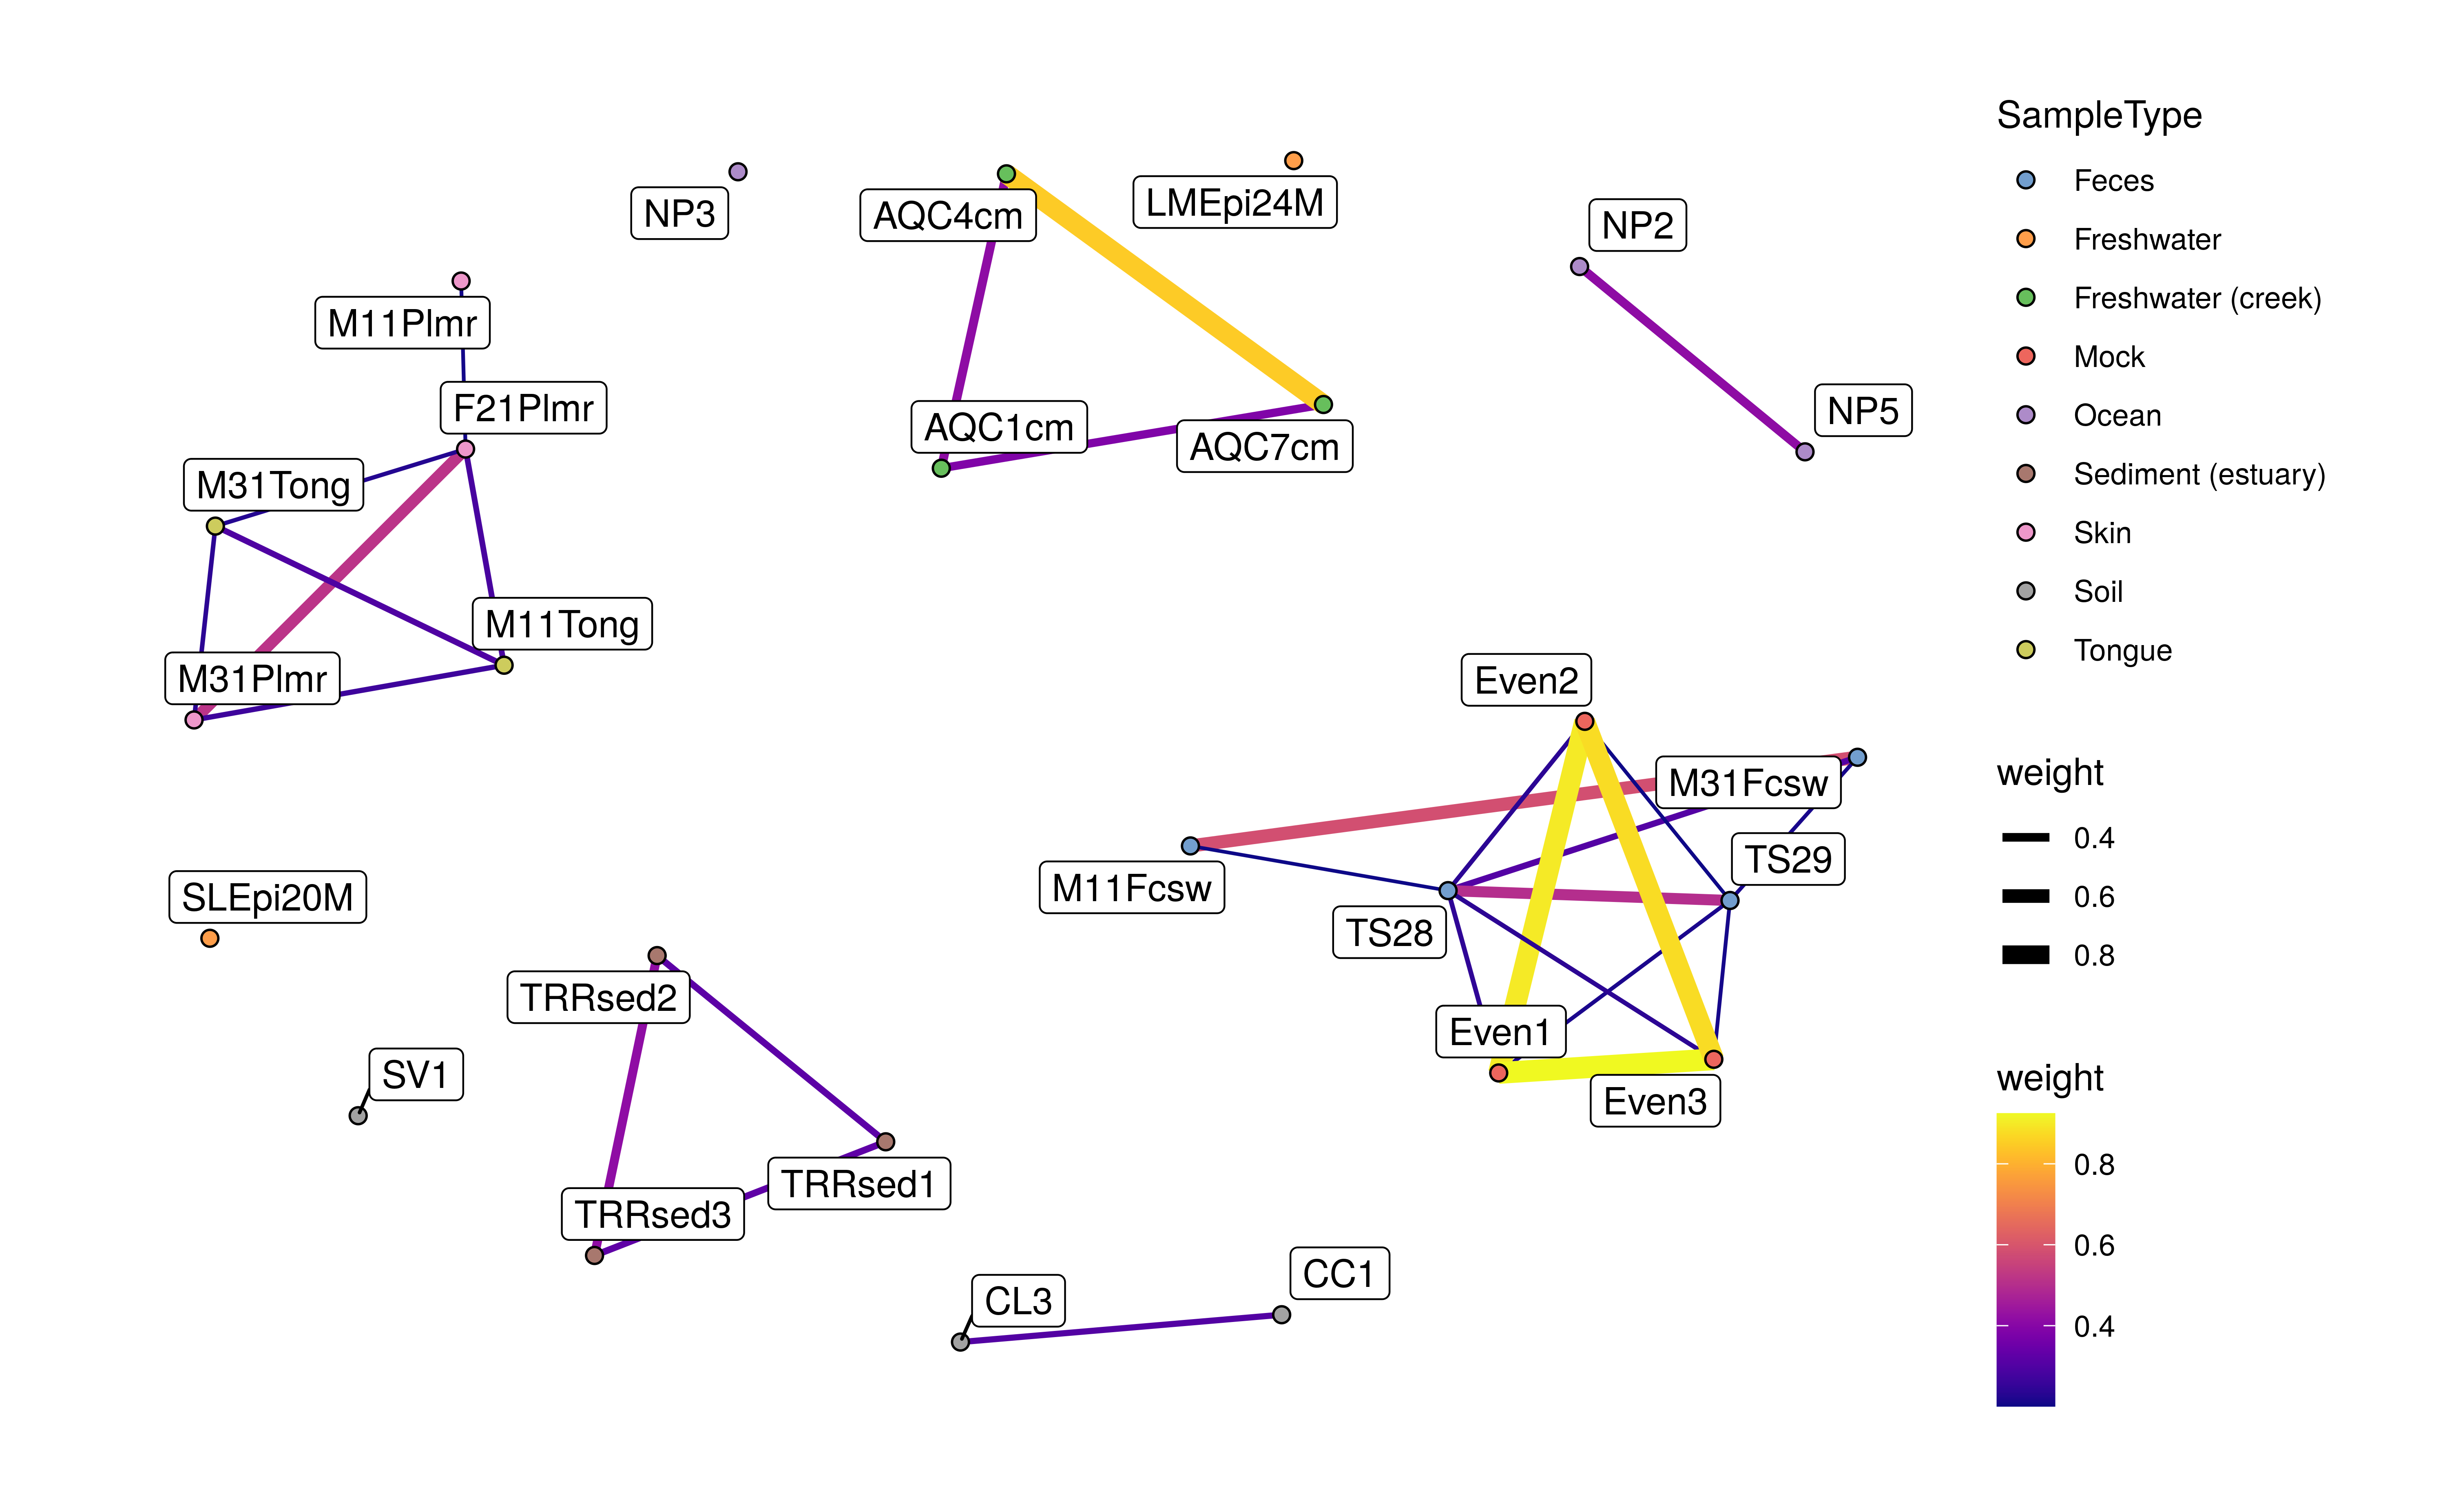 NP3
AQC4cm
LMEpi24M
NP2
M11Plmr
F21Plmr
AQC1cm
AQC7cm
NP5
M31Tong
M11Tong
M31Plmr
Even2
M31Fcsw
TS29
M11Fcsw
TS28
SLEpi20M
TRRsed2
Even1
SV1
Even3
TRRsed1
TRRsed3
CL3
CC1
SampleType
Feces
Freshwater
Freshwater (creek)
Mock
Ocean
Sediment (estuary)
Skin
Soil
Tongue
weight
0.4
0.6
0.8
weight
0.8
0.6
0.4